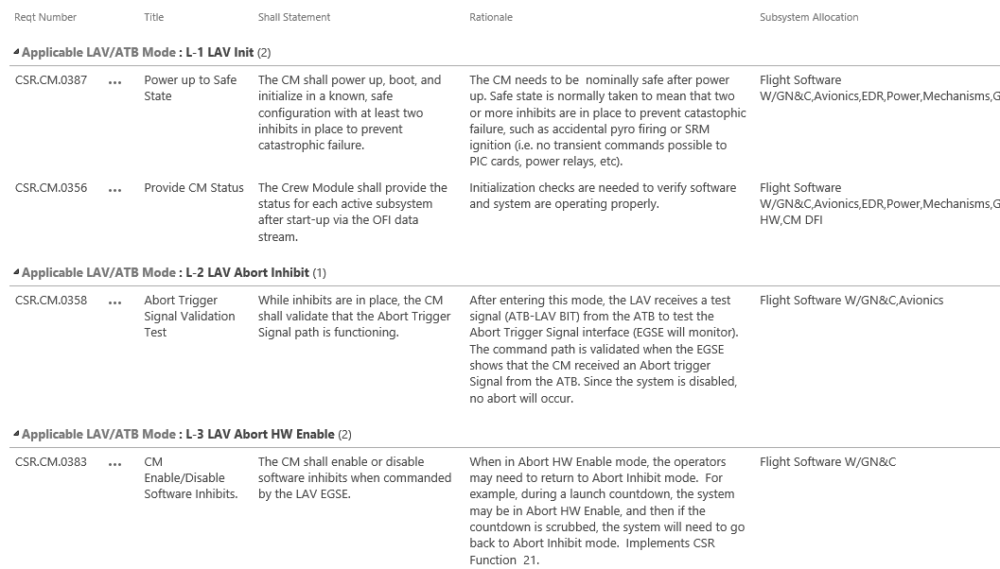 Reqt Number Title Shall Statement Rationale Subsystem Allocation
Applicable LAV/ATB Mode : L-1 LAV Init (2)
CSR.CM.0387 ... Power up to Safe State
The CM shall power up, boot, and
initialize in a known, safe
configuration with at least two
inhibits in place to prevent
catastrophic failure.
The CM needs to be  nominally safe after power
up. Safe state is normally taken to mean that two
or more inhibits are in place to prevent catastophic
failure, such as accidental pyro firing or SRM
ignition (i.e. no transient commands possible to
PIC cards, power relays, etc).
Flight Software
W/GN&C,Avionics,EDR,Power,Mechanisms,G
CSR.CM.0356 ... Provide CM Status
The Crew Module shall provide the
status for each active subsystem
after start-up via the OFI data
stream.
Initialization checks are needed to verify software
and system are operating properly.
Flight Software
W/GN&C,Avionics,EDR,Power,Mechanisms,G
HW,CM DFI
Applicable LAV/ATB Mode : L-2 LAV Abort Inhibit (1)
CSR.CM.0358 ... Abort Trigger
Signal Validation
Test
While inhibits are in place, the CM
shall validate that the Abort Trigger
Signal path is functioning.
After entering this mode, the LAV receives a test
signal (ATB-LAV BIT) from the ATB to test the
Abort Trigger Signal interface (EGSE will monitor).
The command path is validated when the EGSE
shows that the CM received an Abort trigger
Signal from the ATB. Since the system is disabled,
no abort will occur.
Flight Software W/GN&C,Avionics
Applicable LAV/ATB Mode : L-3 LAV Abort HW Enable (2)
CSR.CM.0383 ... CM
Enable/Disable
Software Inhibits.
The CM shall enable or disable
software inhibits when commanded
by the LAV EGSE.
When in Abort HW Enable mode, the operators
may need to return to Abort Inhibit mode.  For
example, during a launch countdown, the system
may be in Abort HW Enable, and then if the
countdown is scrubbed, the system will need to go
back to Abort Inhibit mode.  Implements CSR
Function  21.
Flight Software W/GN&C